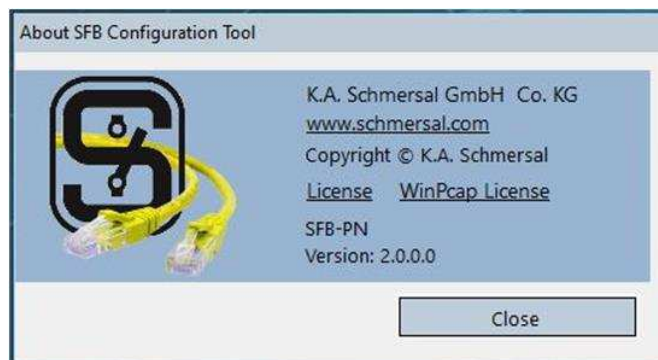 About SFB Configuration Tool
K.A. Schmersal GmbH  Co. KG
www.schmersal.com
Copyright © K.A. Schmersal
License WinPcap License
SFB-PN
Version: 2.0.0.0
Close